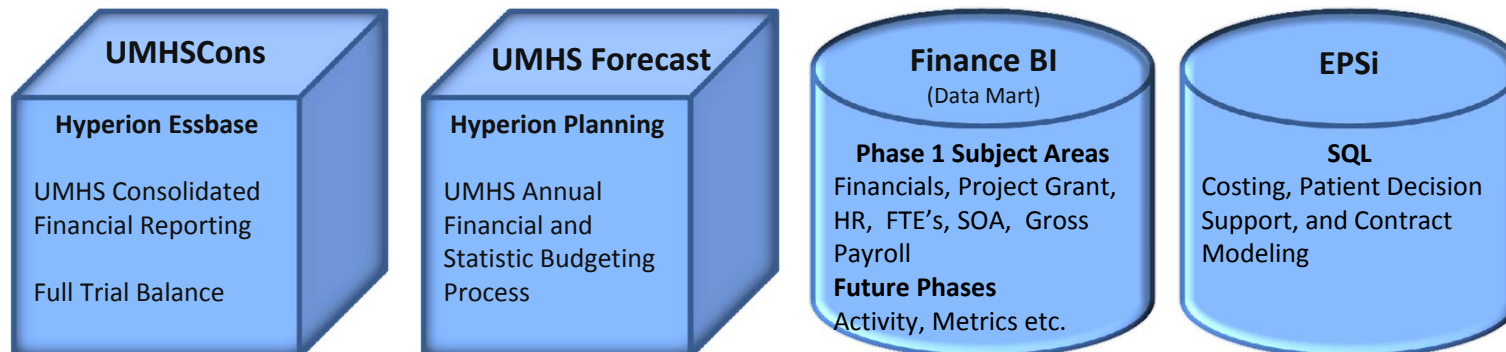 UMHSCons
Hyperion Essbase
UMHS Consolidated
Financial Reporting
Full Trial Balance
UMHS Forecast
Hyperion Planning
UMHS Annual
Financial and
Statistic Budgeting
Process
Finance BI
(Data Mart)
Phase 1 Subject Areas
Financials, Project Grant,
HR, FTE’s, SOA, Gross
Payroll
Future Phases
Activity, Metrics etc.
EPSi
SQL
Costing, Patient Decision
Support, and Contract
Modeling